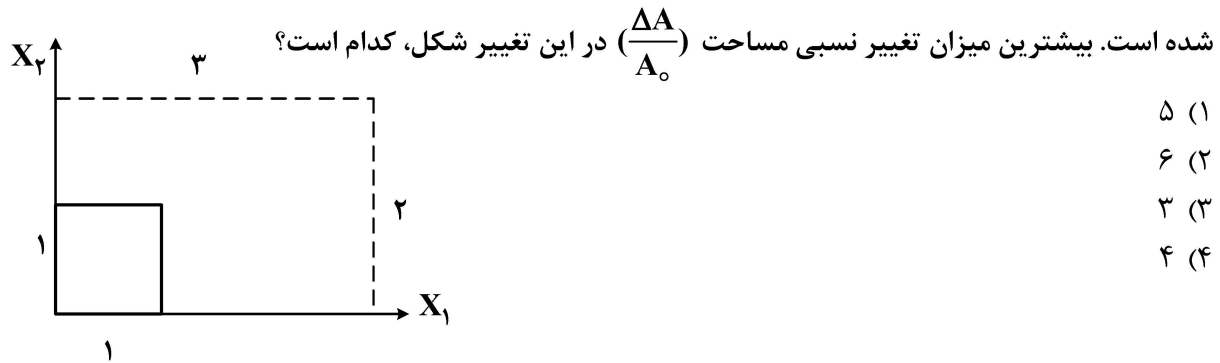 شده است. بیشترین میزان تغییر نسبی مساحت (ΔA/A₀) در این تغییر شکل، کدام است؟
۱) ۵
۲) ۶
۳) ۳
۴) ۴
X₂
۳
۲
۱
X₁
۱